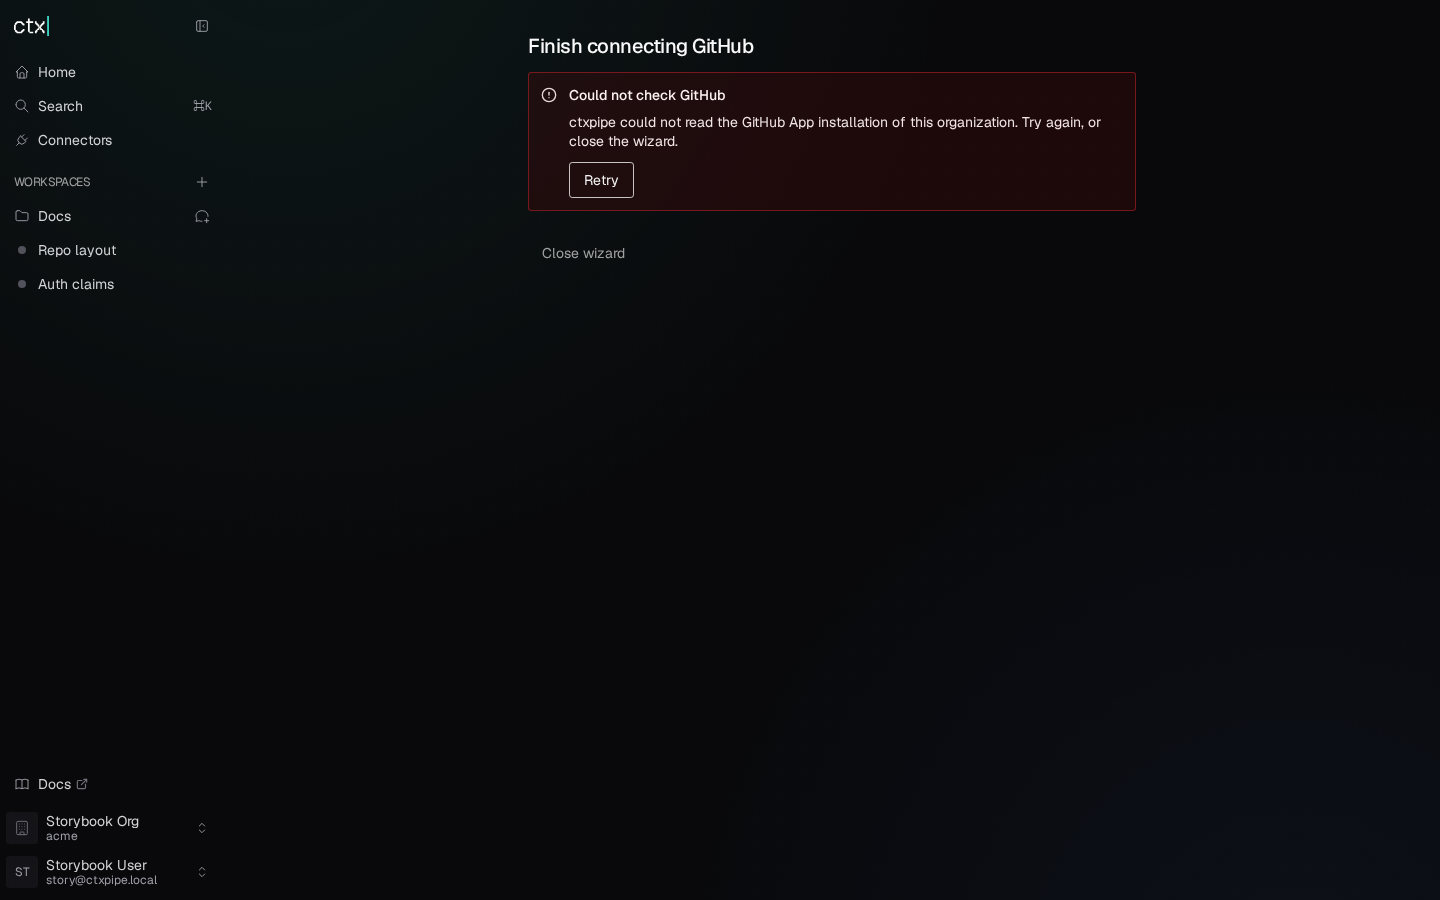 ctx
Home
Search ⌘K
Connectors
WORKSPACES
Docs
Repo layout
Auth claims
Finish connecting GitHub
Could not check GitHub
ctxpipe could not read the GitHub App installation of this organization. Try again, or
close the wizard.
Retry
Close wizard
Docs
Storybook Org
acme
ST
Storybook User
story@ctxpipe.local